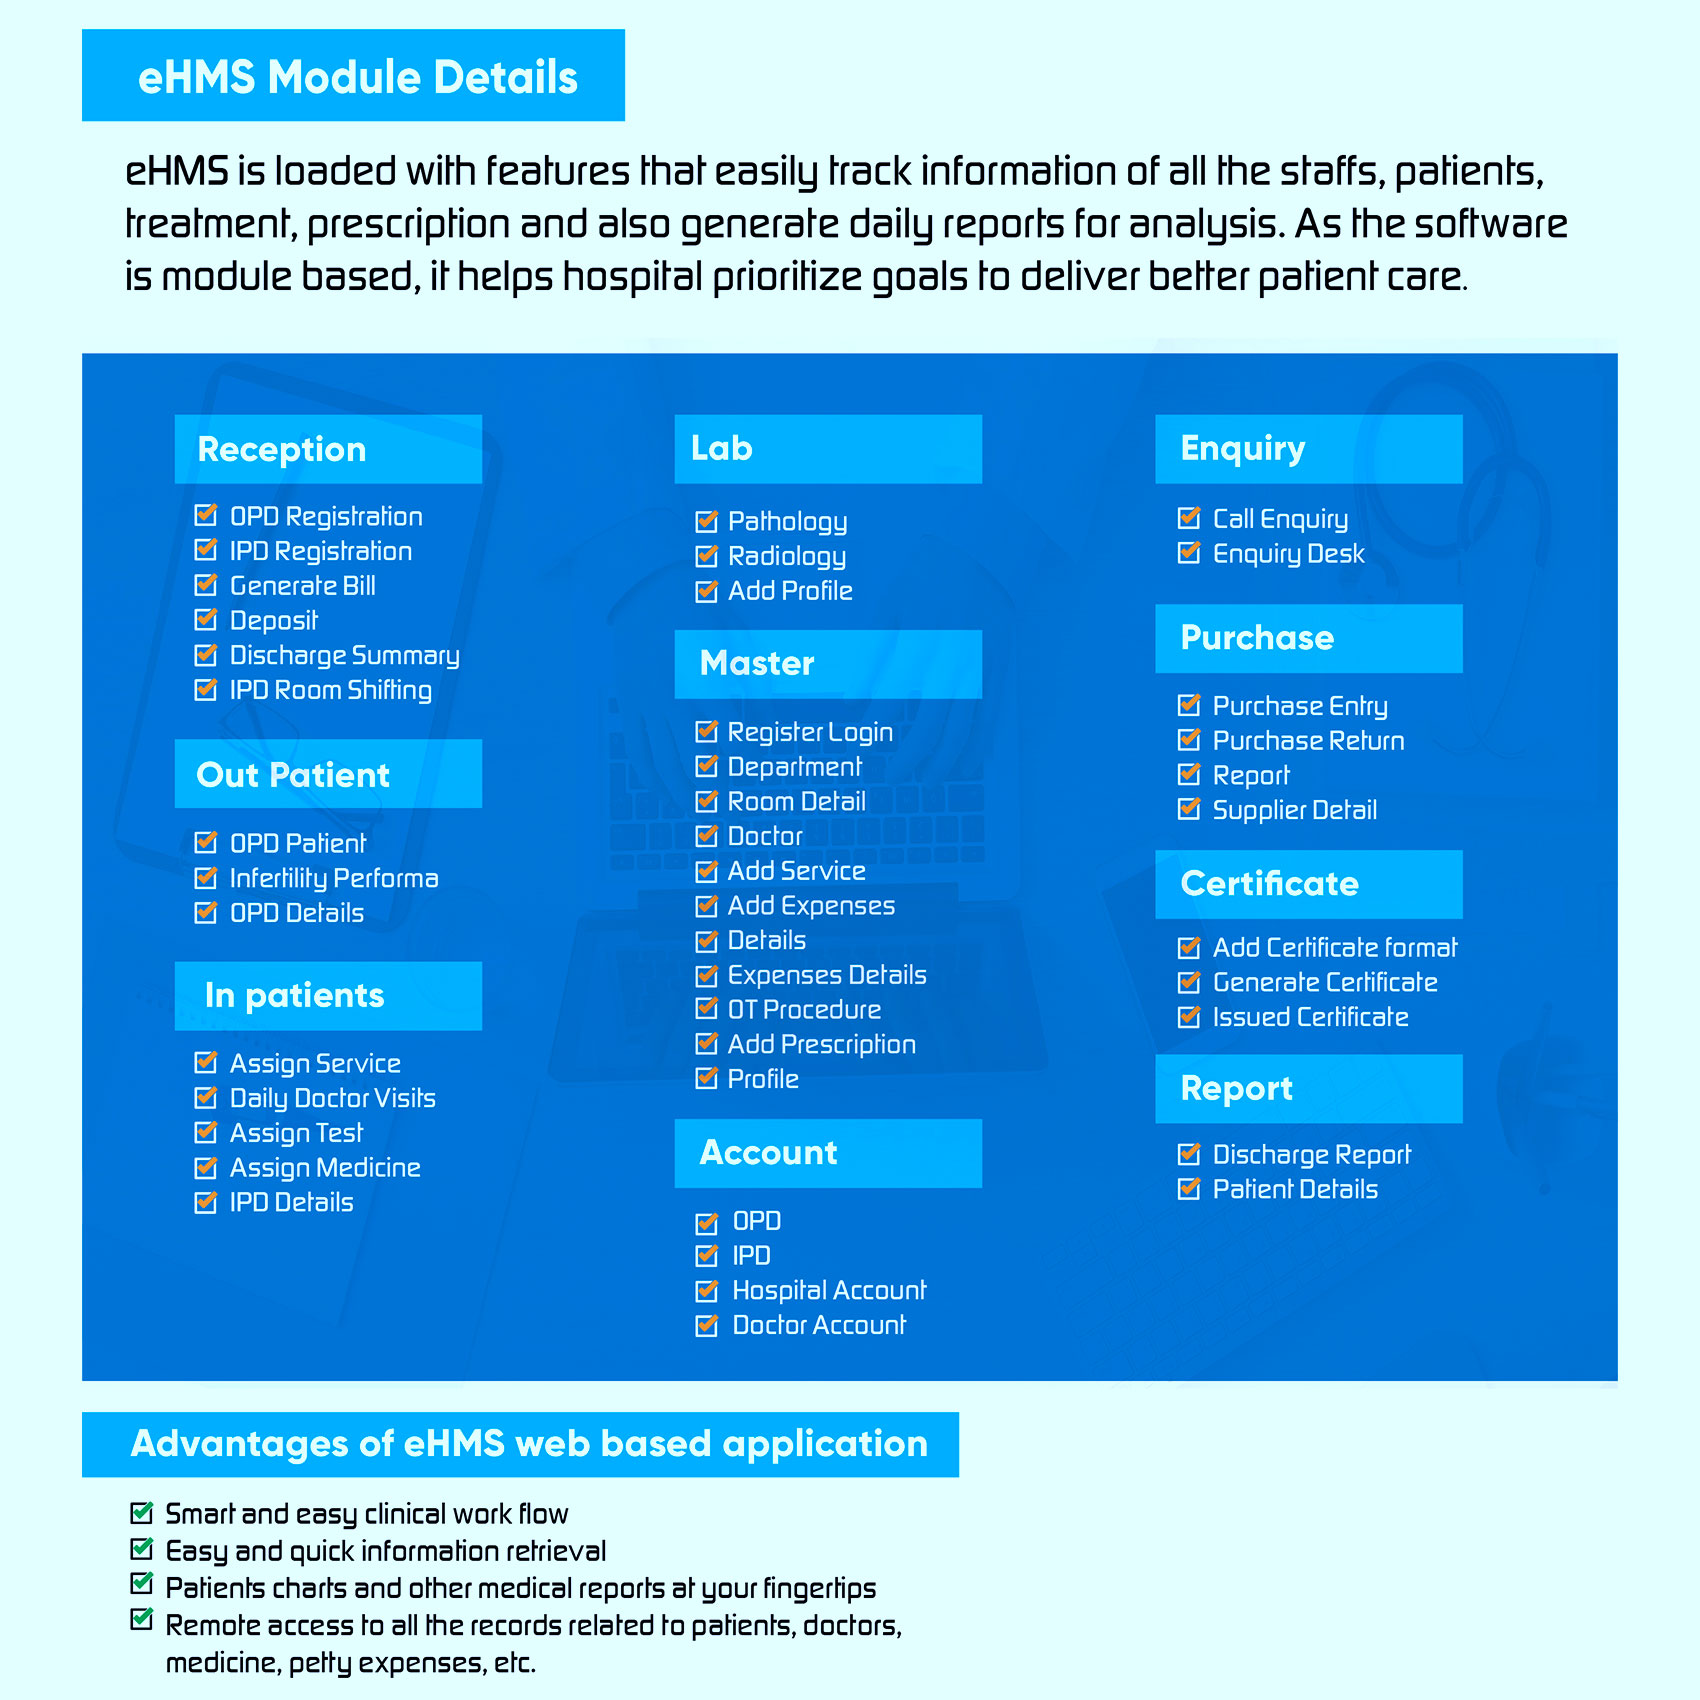 eHMS Module Details
eHMS is loaded with features that easily track information of all the staffs, patients,
treatment, prescription and also generate daily reports for analysis. As the software
is module based, it helps hospital prioritize goals to deliver better patient care.
Reception
OPD Registration
IPD Registration
Generate Bill
Deposit
Discharge Summary
IPD Room Shifting
Out Patient
OPD Patient
Infertility Performa
OPD Details
In patients
Assign Service
Daily Doctor Visits
Assign Test
Assign Medicine
IPD Details
Lab
Pathology
Radiology
Add Profile
Master
Register Login
Department
Room Detail
Doctor
Add Service
Add Expenses
Details
Expenses Details
OT Procedure
Add Prescription
Profile
Account
OPD
IPD
Hospital Account
Doctor Account
Enquiry
Call Enquiry
Enquiry Desk
Purchase
Purchase Entry
Purchase Return
Report
Supplier Detail
Certificate
Add Certificate format
Generate Certificate
Issued Certificate
Report
Discharge Report
Patient Details
Advantages of eHMS web based application
Smart and easy clinical work flow
Easy and quick information retrieval
Patients charts and other medical reports at your fingertips
Remote access to all the records related to patients, doctors,
medicine, petty expenses, etc.